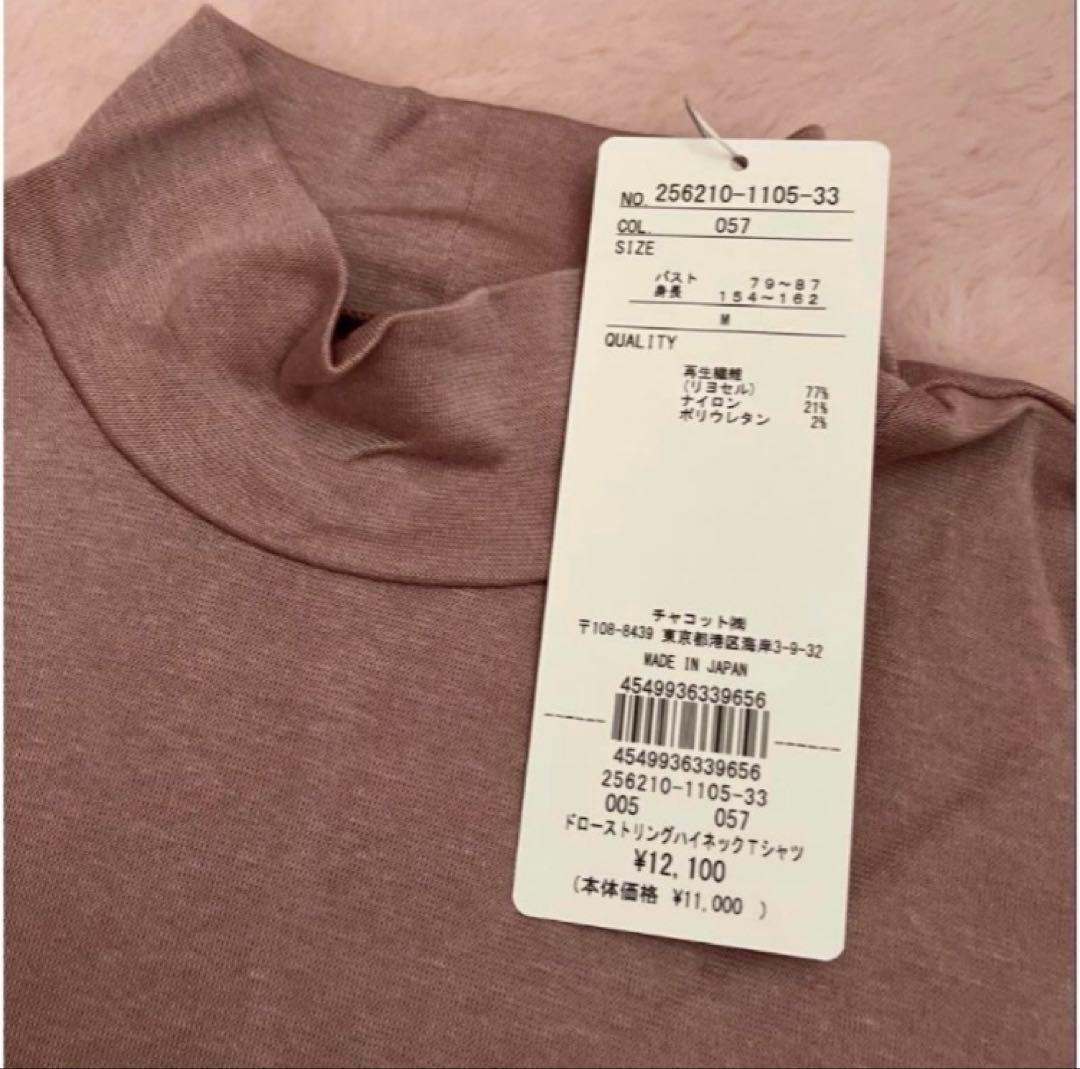 NO. 256210-1105-33
COL. 057
SIZE
バスト 79～87
身長 154～162
M
QUALITY
再生繊維
(リヨセル) 77%
ナイロン 21%
ポリウレタン 2%
チャコット㈱
〒108-8439 東京都港区海岸3-9-32
MADE IN JAPAN
4549936339656
4549936339656
256210-1105-33
005 057
ドローストリングハイネックTシャツ
¥12,100
(本体価格 ¥11,000 )